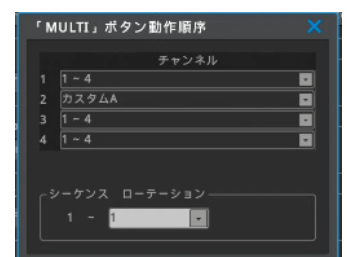 「MULTI」ボタン動作順序
チャンネル
1 1~4
2 カスタムA
3 1~4
4 1~4
シーケンス ローテーション
1 ~ 1